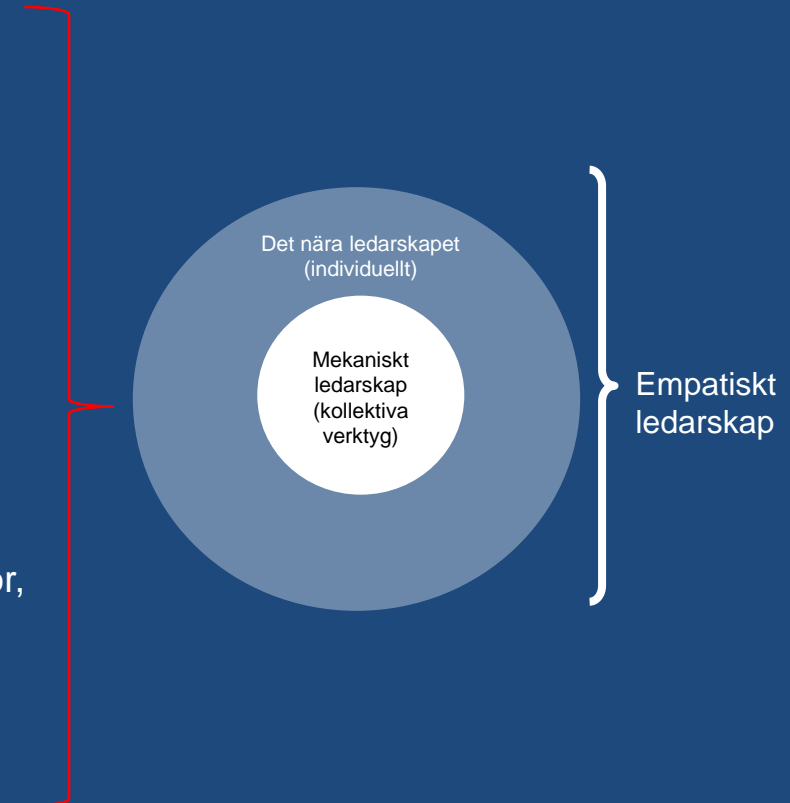 Det nära ledarskapet
(individuellt)
Mekaniskt
ledarskap
(kollektiva
verktyg)
Empatiskt
ledarskap